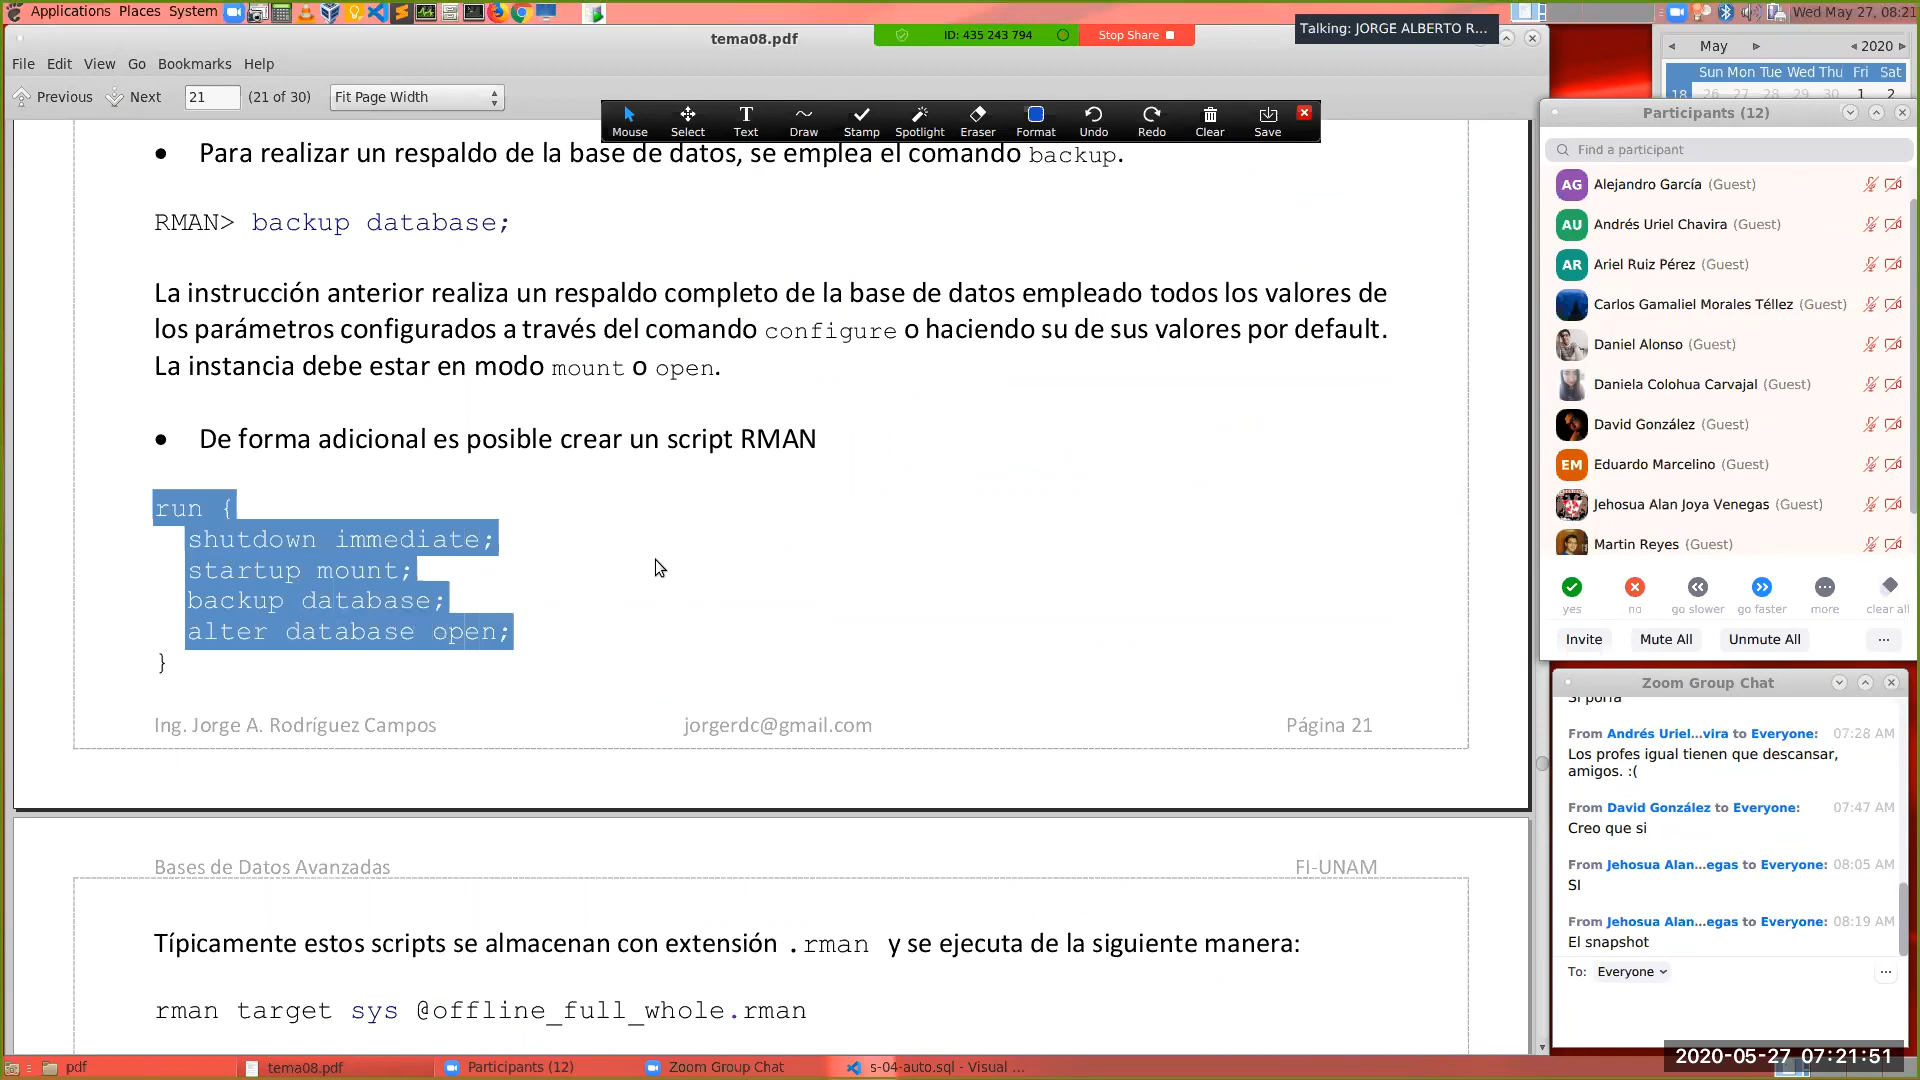 Applications Places System
Wed May 27, 08:21
tema08.pdf
ID: 435 243 794
Stop Share
Talking: JORGE ALBERTO R...
File Edit View Go Bookmarks Help
Previous Next 21 (21 of 30) Fit Page Width
Mouse Select Text Draw Stamp Spotlight Eraser Format Undo Redo Clear Save
Para realizar un respaldo de la base de datos, se emplea el comando backup.
RMAN> backup database;
La instrucción anterior realiza un respaldo completo de la base de datos empleado todos los valores de
los parámetros configurados a través del comando configure o haciendo su de sus valores por default.
La instancia debe estar en modo mount o open.
De forma adicional es posible crear un script RMAN
run {
shutdown immediate;
startup mount;
backup database;
alter database open;
}
Ing. Jorge A. Rodríguez Campos jorgerdc@gmail.com Página 21
Bases de Datos Avanzadas FI-UNAM
Típicamente estos scripts se almacenan con extensión .rman y se ejecuta de la siguiente manera:
rman target sys @offline_full_whole.rman
May 2020
Sun Mon Tue Wed Thu Fri Sat
18 26 27 28 29 30 1 2
Participants (12)
Find a participant
AG Alejandro García (Guest)
AU Andrés Uriel Chavira (Guest)
AR Ariel Ruiz Pérez (Guest)
Carlos Gamaliel Morales Téllez (Guest)
Daniel Alonso (Guest)
Daniela Colohua Carvajal (Guest)
David González (Guest)
EM Eduardo Marcelino (Guest)
Jehosua Alan Joya Venegas (Guest)
Martin Reyes (Guest)
yes no go slower go faster more clear all
Invite Mute All Unmute All ...
Zoom Group Chat
Si porfa
From Andrés Uriel...vira to Everyone: 07:28 AM
Los profes igual tienen que descansar,
amigos. :(
From David González to Everyone: 07:47 AM
Creo que si
From Jehosua Alan...egas to Everyone: 08:05 AM
SI
From Jehosua Alan...egas to Everyone: 08:19 AM
El snapshot
To: Everyone
2020-05-27 07:21:51
pdf
tema08.pdf
Participants (12)
Zoom Group Chat
s-04-auto.sql - Visual ...